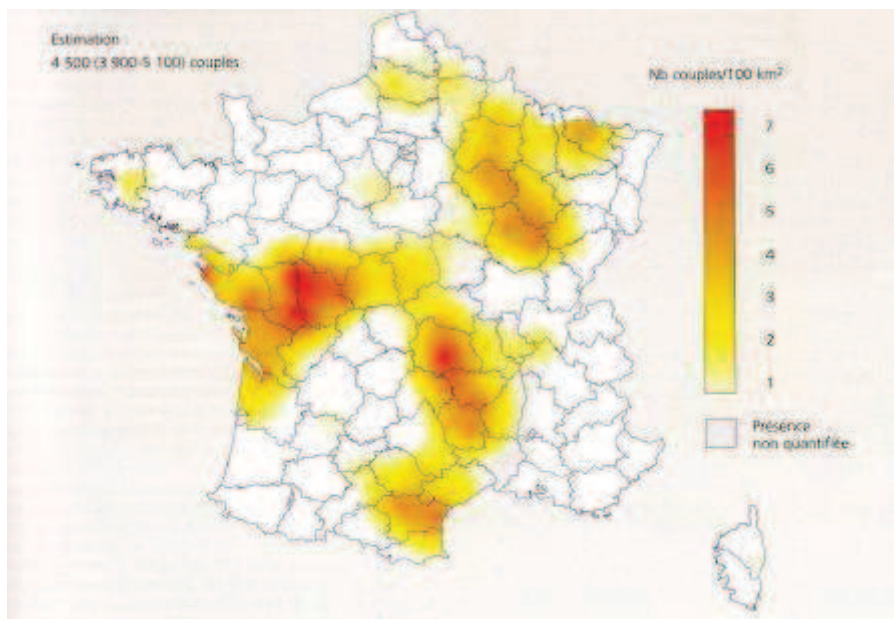 Estimation :
4 500 (3 900-5 100) couples
Nb couples/100 km²
7
6
5
4
3
2
1
Présence
non quantifiée